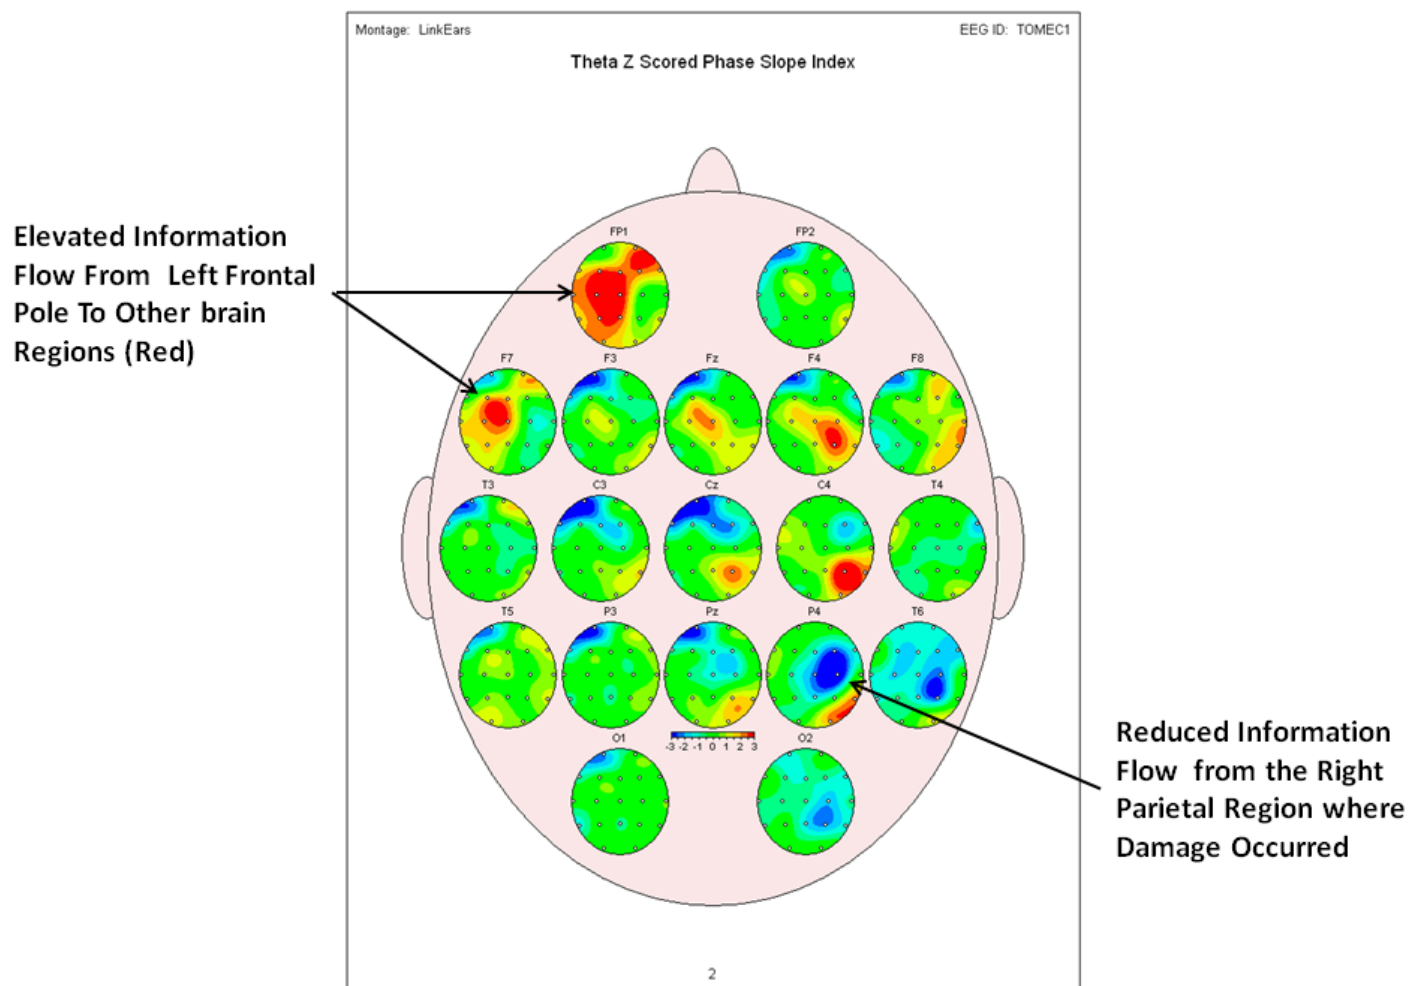 Montage: LinkEars
EEG ID: TOMEC1
Theta Z Scored Phase Slope Index
Elevated Information
Flow From Left Frontal
Pole To Other brain
Regions (Red)
FP1
FP2
F7
F3
Fz
F4
F8
T3
C3
Cz
C4
T4
T5
P3
Pz
P4
T6
O1
-3 -2 -1 0 1 2 3
O2
Reduced Information
Flow from the Right
Parietal Region where
Damage Occurred
2